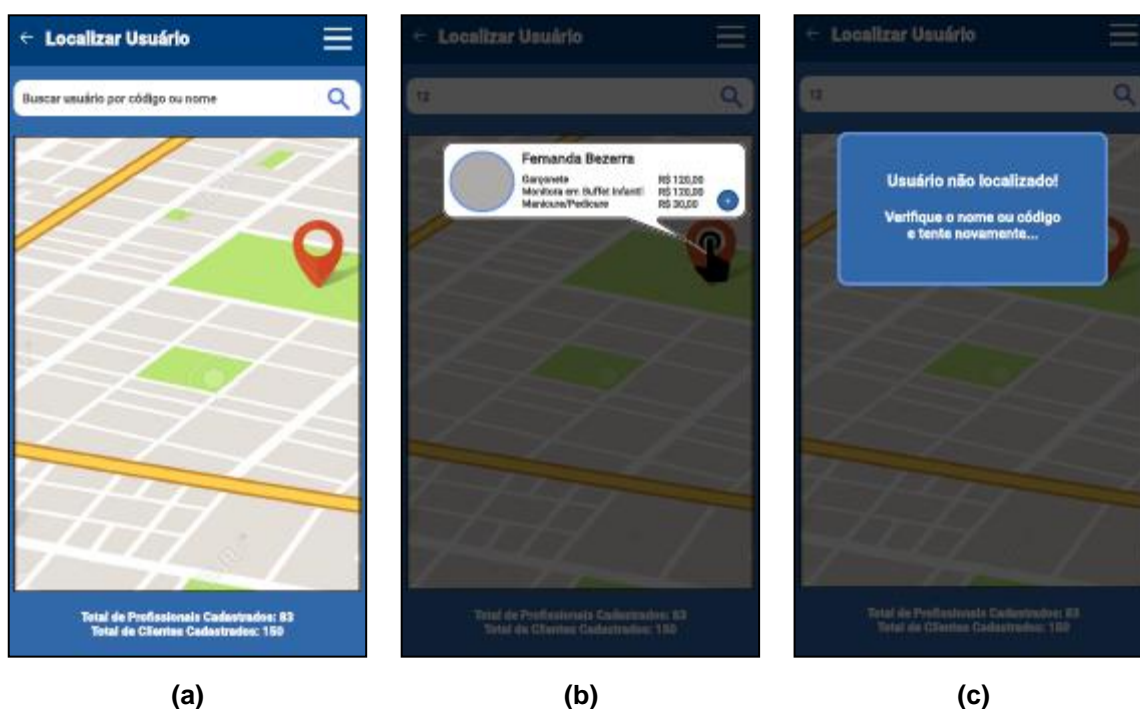 ← Localizar Usuário
Buscar usuário por código ou nome
Total de Profissionais Cadastrados: 83
Total de Clientes Cadastrados: 150
(a)
← Localizar Usuário
12
Fernanda Bezerra
Garçonete R$ 120,00
Monitora em Buffet Infantil R$ 120,00
Manicure/Pedicure R$ 30,00
+
Total de Profissionais Cadastrados: 83
Total de Clientes Cadastrados: 150
(b)
← Localizar Usuário
12
Usuário não localizado!
Verifique o nome ou código
e tente novamente...
Total de Profissionais Cadastrados: 83
Total de Clientes Cadastrados: 150
(c)